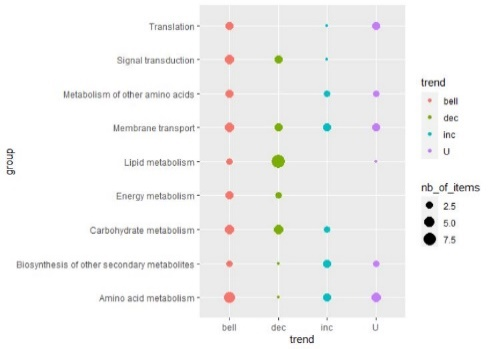 group
Translation
Signal transduction
Metabolism of other amino acids
Membrane transport
Lipid metabolism
Energy metabolism
Carbohydrate metabolism
Biosynthesis of other secondary metabolites
Amino acid metabolism
bell dec inc U
trend
trend
bell
dec
inc
U
nb_of_items
2.5
5.0
7.5